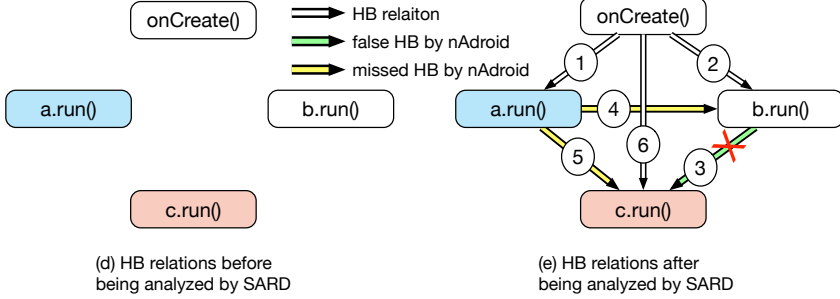 onCreate()
a.run()
b.run()
c.run()
(d) HB relations before
being analyzed by SARD
HB relaiton
false HB by nAdroid
missed HB by nAdroid
onCreate()
1
2
a.run()
4
b.run()
5
6
3
c.run()
(e) HB relations after
being analyzed by SARD